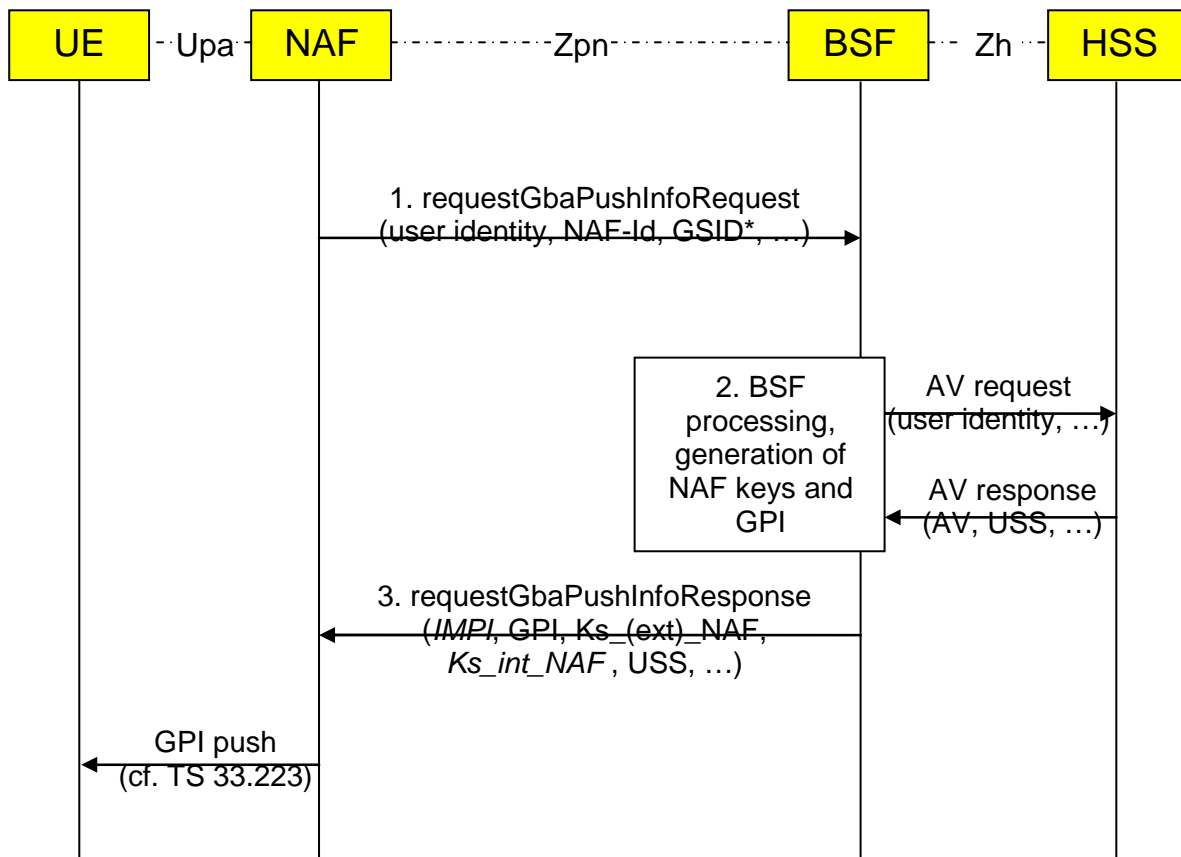 UE Upa NAF Zpn BSF Zh HSS
1. requestGbaPushInfoRequest
(user identity, NAF-Id, GSID*, …)
2. BSF
processing,
generation of
NAF keys and
GPI
AV request
(user identity, …)
AV response
(AV, USS, …)
3. requestGbaPushInfoResponse
(IMPI, GPI, Ks_(ext)_NAF,
Ks_int_NAF , USS, …)
GPI push
(cf. TS 33.223)